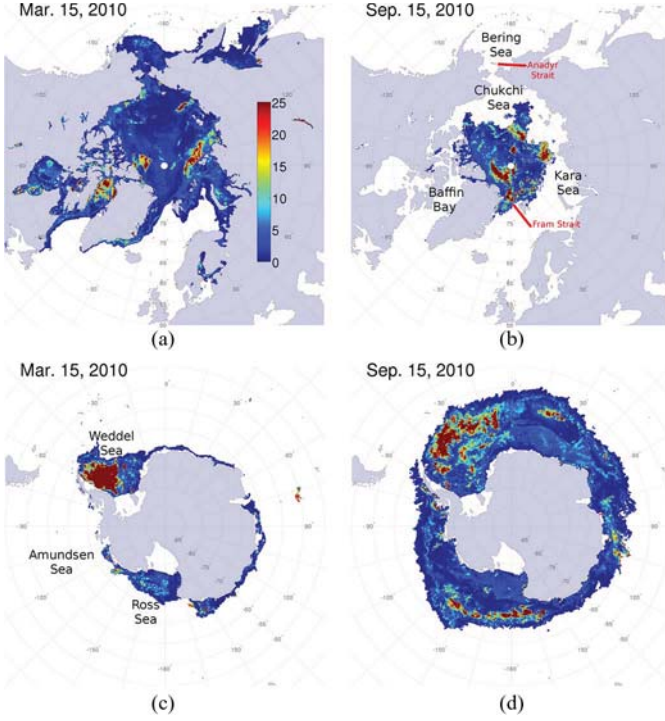 Mar. 15, 2010
Sep. 15, 2010
Bering
Sea
Anadyr
Strait
Chukchi
Sea
25
20
15
10
5
0
Kara
Sea
Baffin
Bay
Fram Strait
(a)
(b)
Mar. 15, 2010
Sep. 15, 2010
Weddel
Sea
Amundsen
Sea
Ross
Sea
(c)
(d)